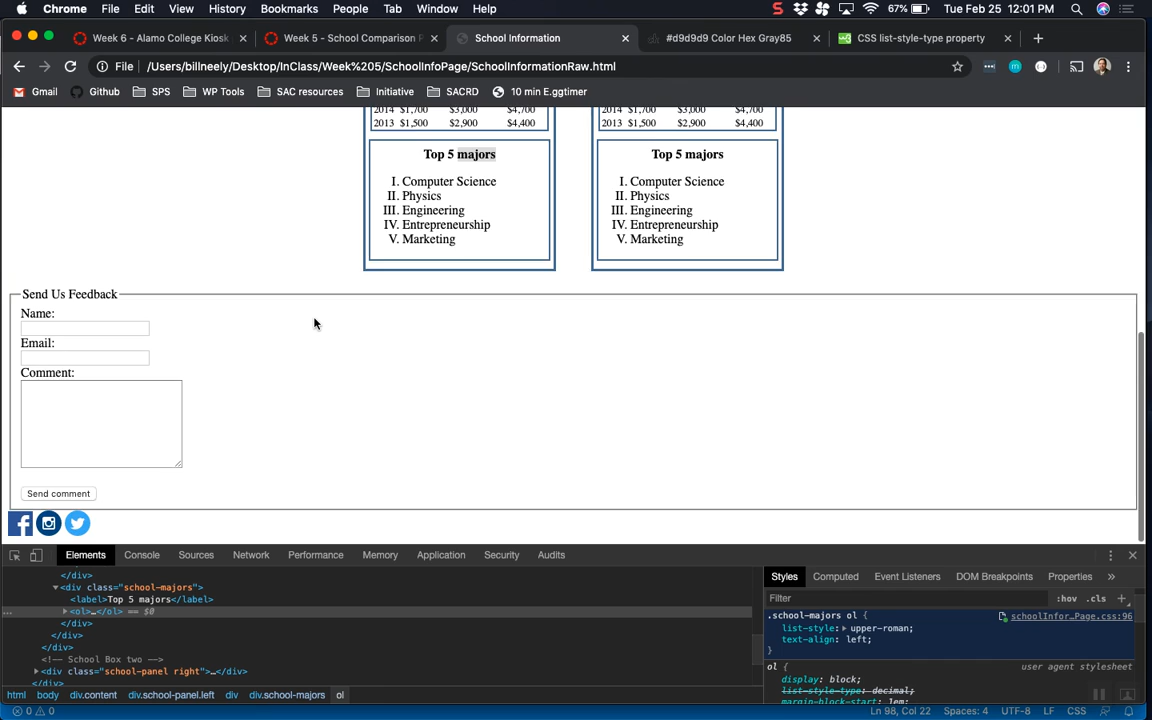 Chrome File Edit View History Bookmarks People Tab Window Help 67% Tue Feb 25 12:01 PM
Week 6 - Alamo College Kiosk Week 5 - School Comparison P School Information #d9d9d9 Color Hex Gray85 CSS list-style-type property
File /Users/billneely/Desktop/InClass/Week%205/SchoolInfoPage/SchoolInformationRaw.html
Gmail Github SPS WP Tools SAC resources Initiative SACRD 10 min E.ggtimer
2014 $1,700 $3,000 $4,700 2014 $1,700 $3,000 $4,700
2013 $1,500 $2,900 $4,400 2013 $1,500 $2,900 $4,400
Top 5 majors Top 5 majors
I. Computer Science I. Computer Science
II. Physics II. Physics
III. Engineering III. Engineering
IV. Entrepreneurship IV. Entrepreneurship
V. Marketing V. Marketing
Send Us Feedback
Name:
Email:
Comment:
Send comment
Elements Console Sources Network Performance Memory Application Security Audits
</div>
<div class="school-majors">
<label>Top 5 majors</label>
… <ol>…</ol> == $0
</div>
</div>
</div>
<!-- School Box two -->
<div class="school-panel right">…</div>
</div>
html body div.content div.school-panel.left div div.school-majors ol
Styles Computed Event Listeners DOM Breakpoints Properties »
Filter :hov .cls +
.school-majors ol { schoolInfor…Page.css:96
list-style: upper-roman;
text-align: left;
}
ol { user agent stylesheet
display: block;
list-style-type: decimal;
margin-block-start: 1em;
0 0 Ln 98, Col 22 Spaces: 4 UTF-8 LF CSS